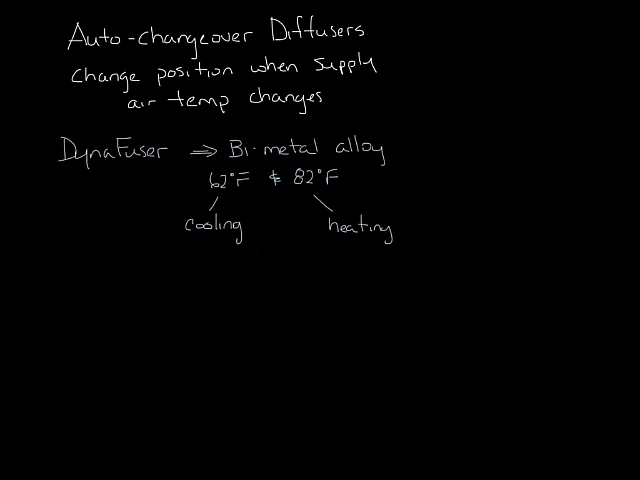 Auto-changeover Diffusers
change position when supply
air temp changes
DynaFuser ⇒ Bi-metal alloy
62°F & 82°F
cooling heating